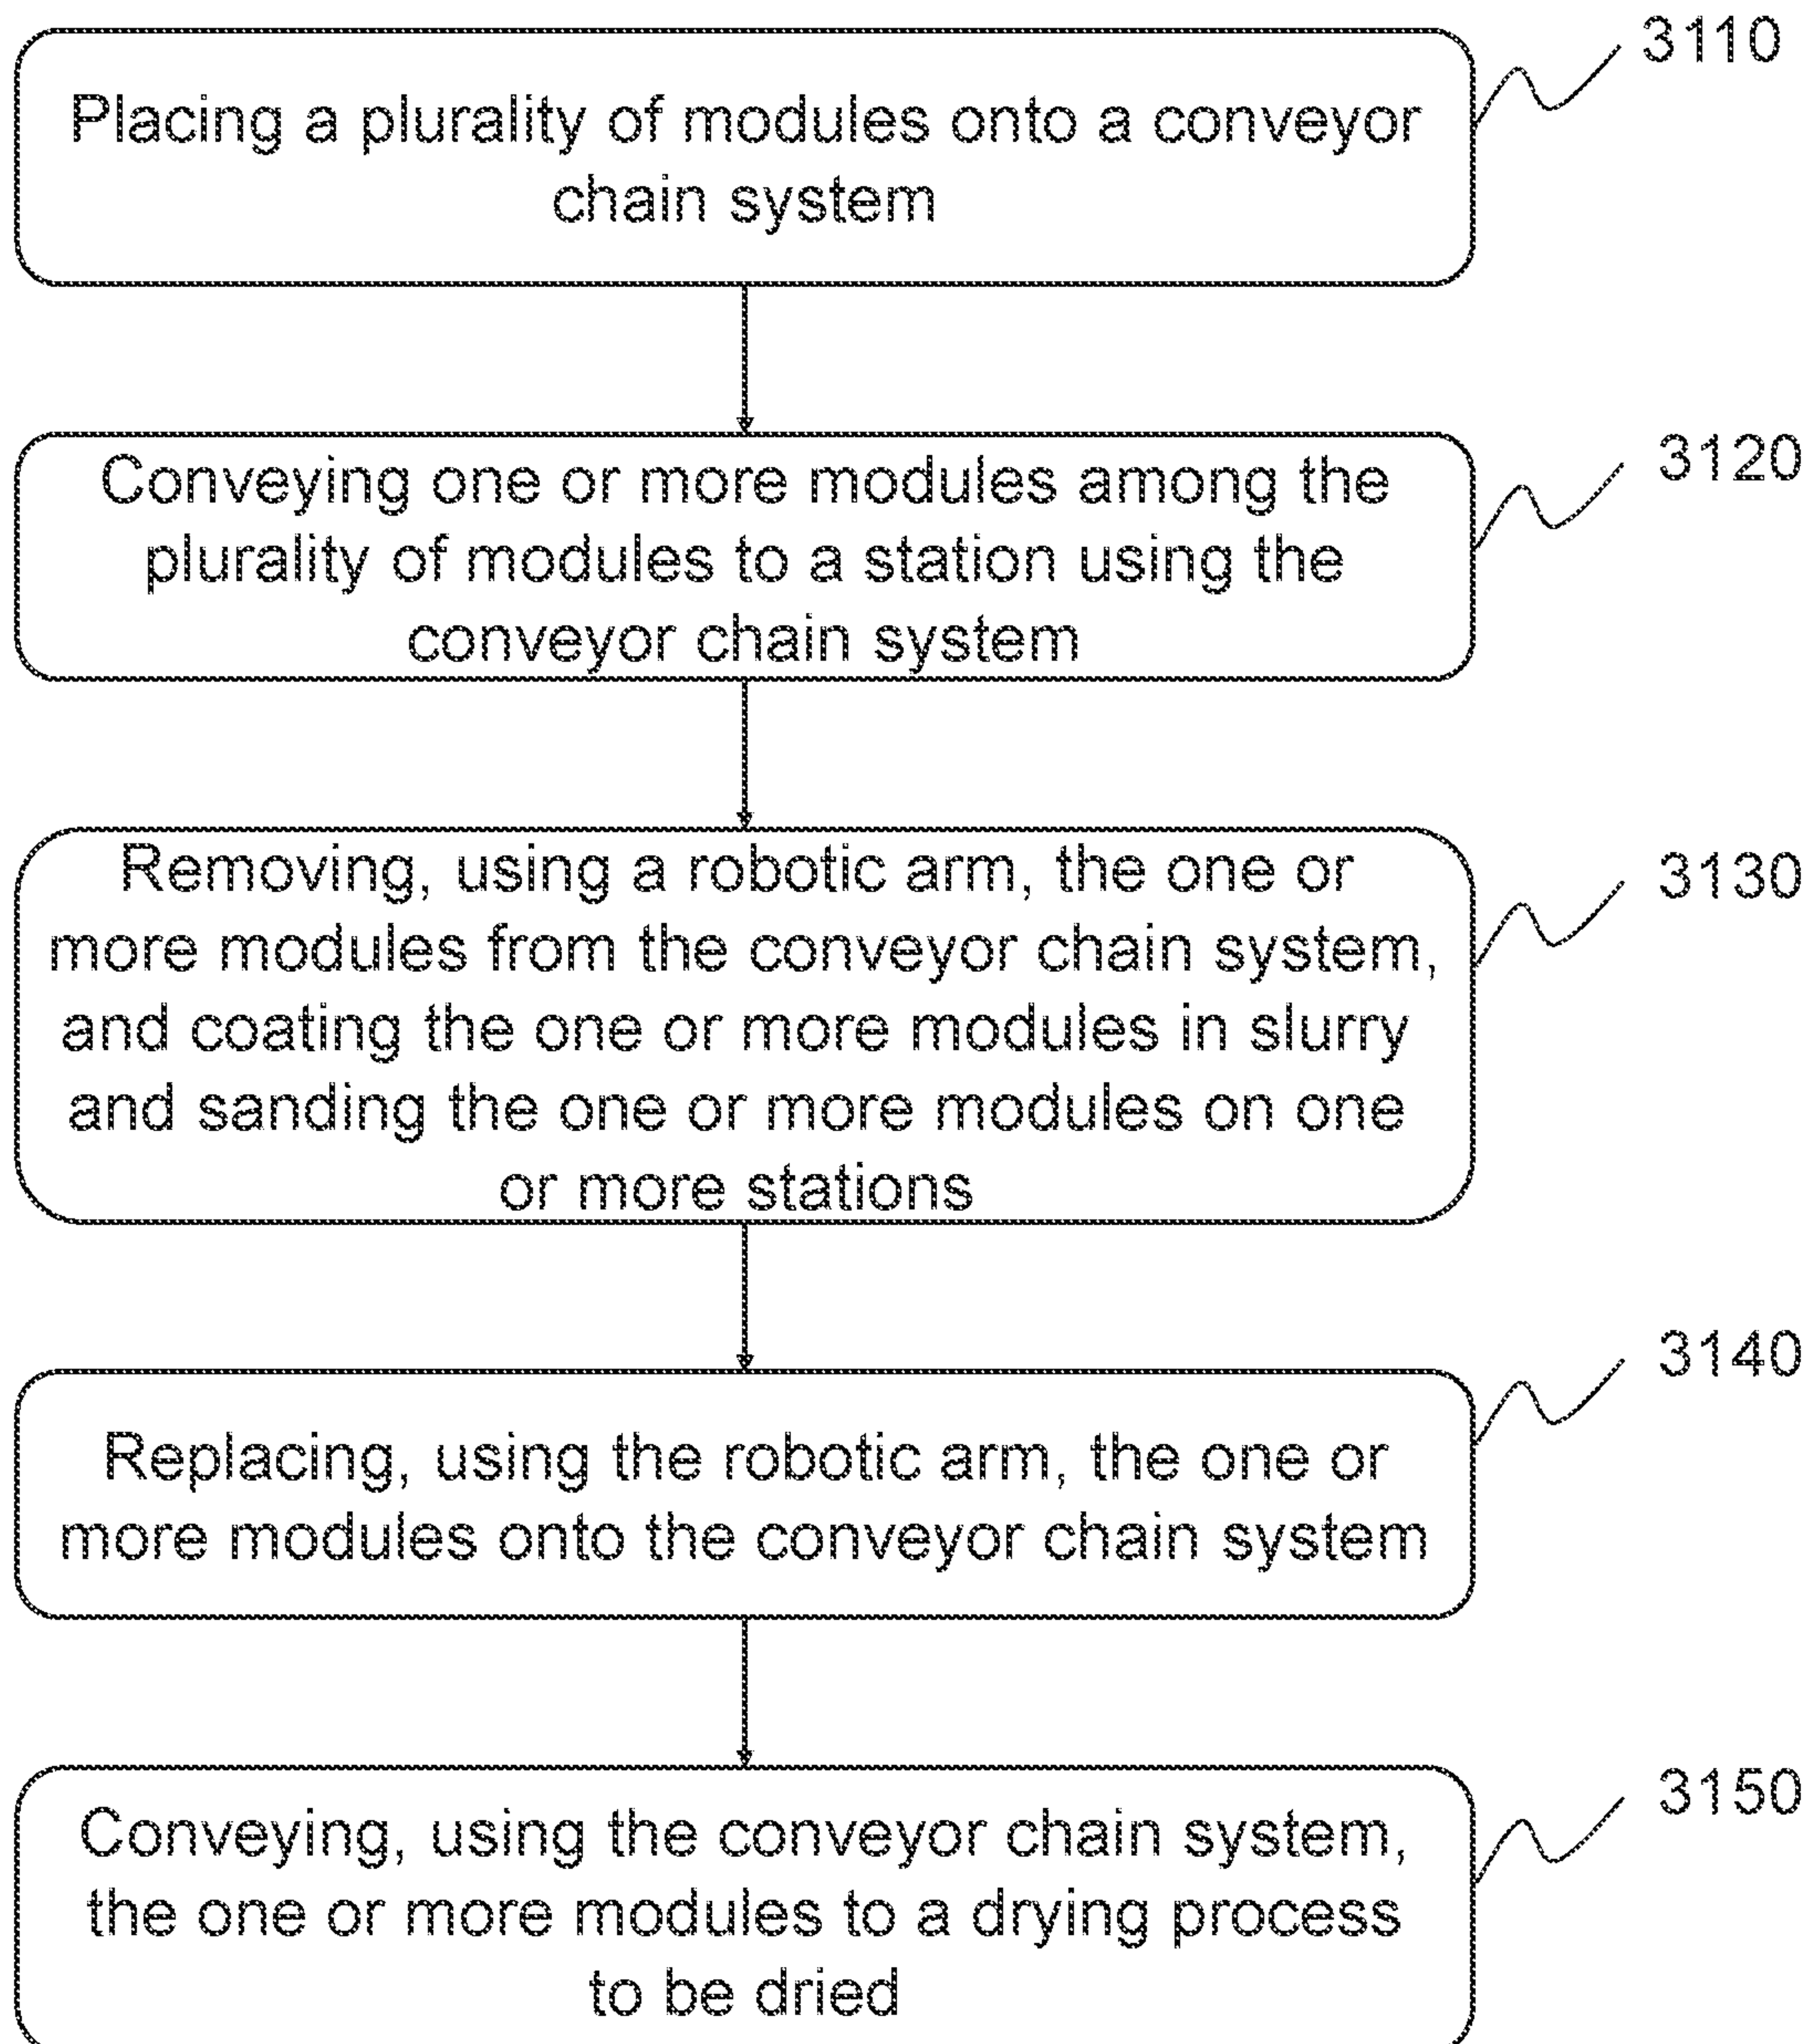 3110
Placing a plurality of modules onto a conveyor
chain system
3120
Conveying one or more modules among the
plurality of modules to a station using the
conveyor chain system
3130
Removing, using a robotic arm, the one or
more modules from the conveyor chain system,
and coating the one or more modules in slurry
and sanding the one or more modules on one
or more stations
3140
Replacing, using the robotic arm, the one or
more modules onto the conveyor chain system
3150
Conveying, using the conveyor chain system,
the one or more modules to a drying process
to be dried